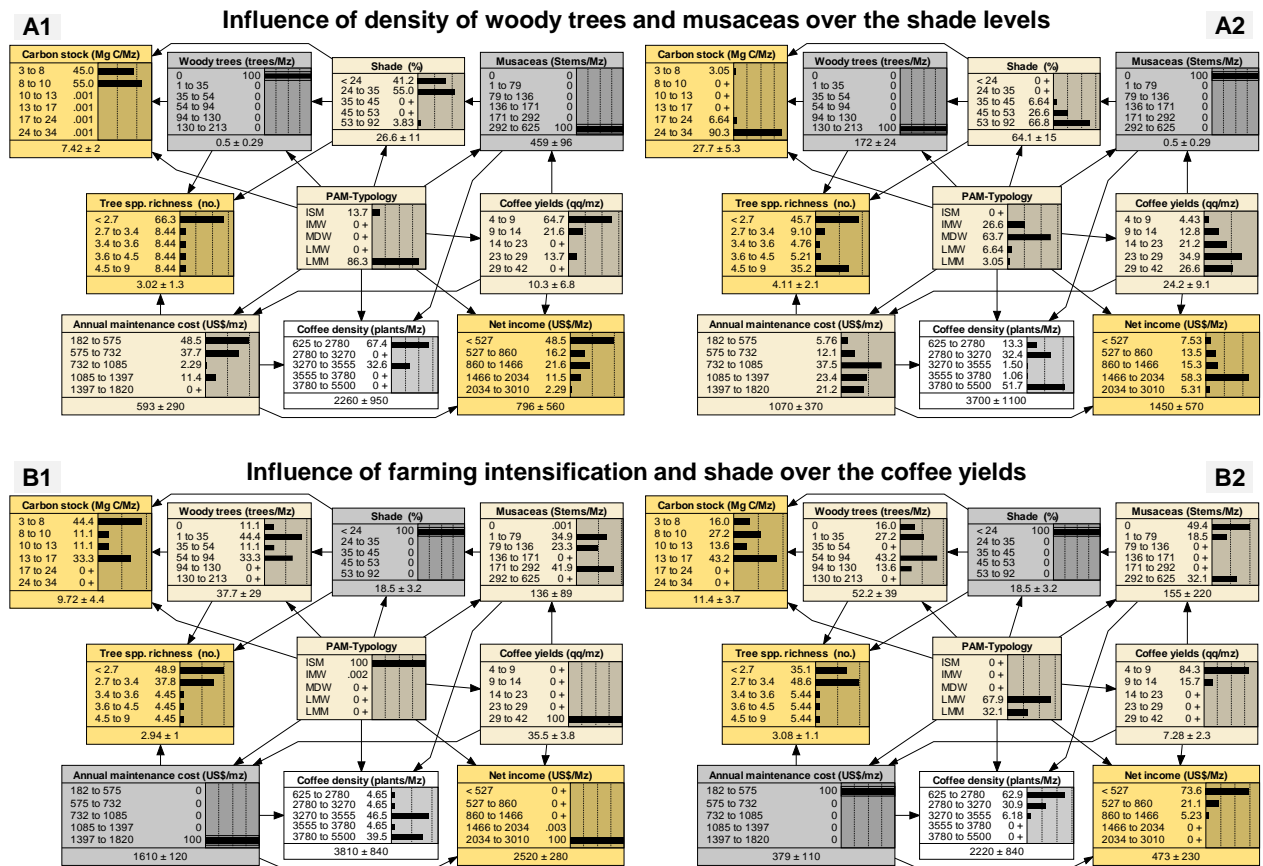 A1
Influence of density of woody trees and musaceas over the shade levels
A2
Carbon stock (Mg C/Mz)
3 to 8 45.0
8 to 10 55.0
10 to 13 .001
13 to 17 .001
17 to 24 .001
24 to 34 .001
7.42 ± 2
Woody trees (trees/Mz)
0 100
1 to 35 0
35 to 54 0
54 to 94 0
94 to 130 0
130 to 213 0
0.5 ± 0.29
Shade (%)
< 24 41.2
24 to 35 55.0
35 to 45 0 +
45 to 53 0 +
53 to 92 3.83
26.6 ± 11
Musaceas (Stems/Mz)
0 0
1 to 79 0
79 to 136 0
136 to 171 0
171 to 292 0
292 to 625 100
459 ± 96
Tree spp. richness (no.)
< 2.7 66.3
2.7 to 3.4 8.44
3.4 to 3.6 8.44
3.6 to 4.5 8.44
4.5 to 9 8.44
3.02 ± 1.3
PAM-Typology
ISM 13.7
IMW 0 +
MDW 0 +
LMW 0 +
LMM 86.3
Coffee yields (qq/mz)
4 to 9 64.7
9 to 14 21.6
14 to 23 0 +
23 to 29 13.7
29 to 42 0 +
10.3 ± 6.8
Annual maintenance cost (US$/mz)
182 to 575 48.5
575 to 732 37.7
732 to 1085 2.29
1085 to 1397 11.4
1397 to 1820 0 +
593 ± 290
Coffee density (plants/Mz)
625 to 2780 67.4
2780 to 3270 0 +
3270 to 3555 32.6
3555 to 3780 0 +
3780 to 5500 0 +
2260 ± 950
Net income (US$/Mz)
< 527 48.5
527 to 860 16.2
860 to 1466 21.6
1466 to 2034 11.5
2034 to 3010 2.29
796 ± 560
Carbon stock (Mg C/Mz)
3 to 8 3.05
8 to 10 0 +
10 to 13 0 +
13 to 17 0 +
17 to 24 6.64
24 to 34 90.3
27.7 ± 5.3
Woody trees (trees/Mz)
0 0
1 to 35 0
35 to 54 0
54 to 94 0
94 to 130 0
130 to 213 100
172 ± 24
Shade (%)
< 24 0 +
24 to 35 0 +
35 to 45 6.64
45 to 53 26.6
53 to 92 66.8
64.1 ± 15
Musaceas (Stems/Mz)
0 100
1 to 79 0
79 to 136 0
136 to 171 0
171 to 292 0
292 to 625 0
0.5 ± 0.29
Tree spp. richness (no.)
< 2.7 45.7
2.7 to 3.4 9.10
3.4 to 3.6 4.76
3.6 to 4.5 5.21
4.5 to 9 35.2
4.11 ± 2.1
PAM-Typology
ISM 0 +
IMW 26.6
MDW 63.7
LMW 6.64
LMM 3.05
Coffee yields (qq/mz)
4 to 9 4.43
9 to 14 12.8
14 to 23 21.2
23 to 29 34.9
29 to 42 26.6
24.2 ± 9.1
Annual maintenance cost (US$/mz)
182 to 575 5.76
575 to 732 12.1
732 to 1085 37.5
1085 to 1397 23.4
1397 to 1820 21.2
1070 ± 370
Coffee density (plants/Mz)
625 to 2780 13.3
2780 to 3270 32.4
3270 to 3555 1.50
3555 to 3780 1.06
3780 to 5500 51.7
3700 ± 1100
Net income (US$/Mz)
< 527 7.53
527 to 860 13.5
860 to 1466 15.3
1466 to 2034 58.3
2034 to 3010 5.31
1450 ± 570
B1
Influence of farming intensification and shade over the coffee yields
B2
Carbon stock (Mg C/Mz)
3 to 8 44.4
8 to 10 11.1
10 to 13 11.1
13 to 17 33.3
17 to 24 0 +
24 to 34 0 +
9.72 ± 4.4
Woody trees (trees/Mz)
0 11.1
1 to 35 44.4
35 to 54 11.1
54 to 94 33.3
94 to 130 0 +
130 to 213 0 +
37.7 ± 29
Shade (%)
< 24 100
24 to 35 0
35 to 45 0
45 to 53 0
53 to 92 0
18.5 ± 3.2
Musaceas (Stems/Mz)
0 .001
1 to 79 34.9
79 to 136 23.3
136 to 171 0 +
171 to 292 41.9
292 to 625 0 +
136 ± 89
Tree spp. richness (no.)
< 2.7 48.9
2.7 to 3.4 37.8
3.4 to 3.6 4.45
3.6 to 4.5 4.45
4.5 to 9 4.45
2.94 ± 1
PAM-Typology
ISM 100
IMW .002
MDW 0 +
LMW 0 +
LMM 0 +
Coffee yields (qq/mz)
4 to 9 0 +
9 to 14 0 +
14 to 23 0 +
23 to 29 0 +
29 to 42 100
35.5 ± 3.8
Annual maintenance cost (US$/mz)
182 to 575 0
575 to 732 0
732 to 1085 0
1085 to 1397 0
1397 to 1820 100
1610 ± 120
Coffee density (plants/Mz)
625 to 2780 4.65
2780 to 3270 4.65
3270 to 3555 46.5
3555 to 3780 4.65
3780 to 5500 39.5
3810 ± 840
Net income (US$/Mz)
< 527 0 +
527 to 860 0 +
860 to 1466 0 +
1466 to 2034 .003
2034 to 3010 100
2520 ± 280
Carbon stock (Mg C/Mz)
3 to 8 16.0
8 to 10 27.2
10 to 13 13.6
13 to 17 43.2
17 to 24 0 +
24 to 34 0 +
11.4 ± 3.7
Woody trees (trees/Mz)
0 16.0
1 to 35 27.2
35 to 54 0 +
54 to 94 43.2
94 to 130 13.6
130 to 213 0 +
52.2 ± 39
Shade (%)
< 24 100
24 to 35 0
35 to 45 0
45 to 53 0
53 to 92 0
18.5 ± 3.2
Musaceas (Stems/Mz)
0 49.4
1 to 79 18.5
79 to 136 0 +
136 to 171 0 +
171 to 292 0 +
292 to 625 32.1
155 ± 220
Tree spp. richness (no.)
< 2.7 35.1
2.7 to 3.4 48.6
3.4 to 3.6 5.44
3.6 to 4.5 5.44
4.5 to 9 5.44
3.08 ± 1.1
PAM-Typology
ISM 0 +
IMW 0 +
MDW 0 +
LMW 67.9
LMM 32.1
Coffee yields (qq/mz)
4 to 9 84.3
9 to 14 15.7
14 to 23 0 +
23 to 29 0 +
29 to 42 0 +
7.28 ± 2.3
Annual maintenance cost (US$/mz)
182 to 575 100
575 to 732 0
732 to 1085 0
1085 to 1397 0
1397 to 1820 0
379 ± 110
Coffee density (plants/Mz)
625 to 2780 62.9
2780 to 3270 30.9
3270 to 3555 6.18
3555 to 3780 0 +
3780 to 5500 0 +
2220 ± 840
Net income (US$/Mz)
< 527 73.6
527 to 860 21.1
860 to 1466 5.23
1466 to 2034 0 +
2034 to 3010 0 +
473 ± 230